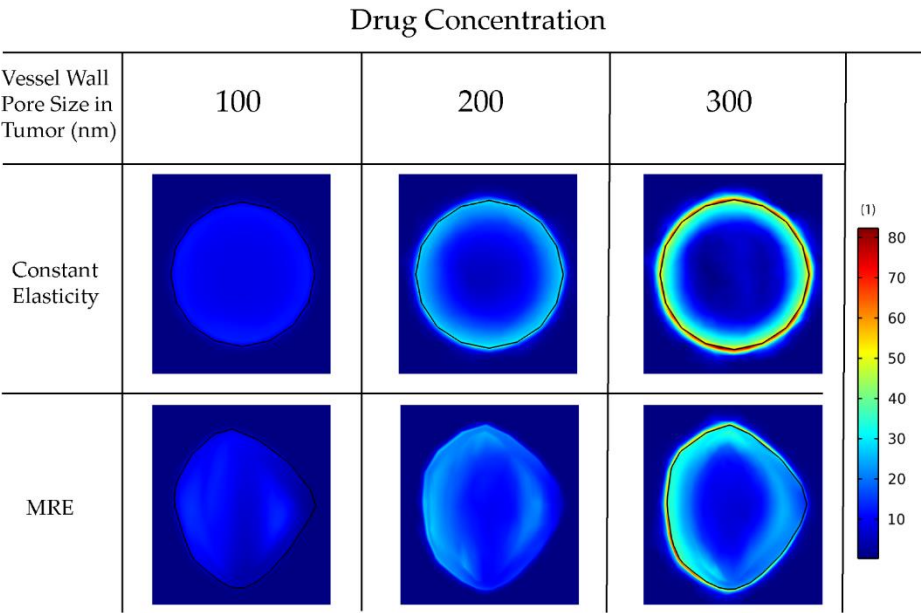 Drug Concentration
Vessel Wall
Pore Size in
Tumor (nm)
100
200
300
Constant
Elasticity
MRE
(1)
80
70
60
50
40
30
20
10